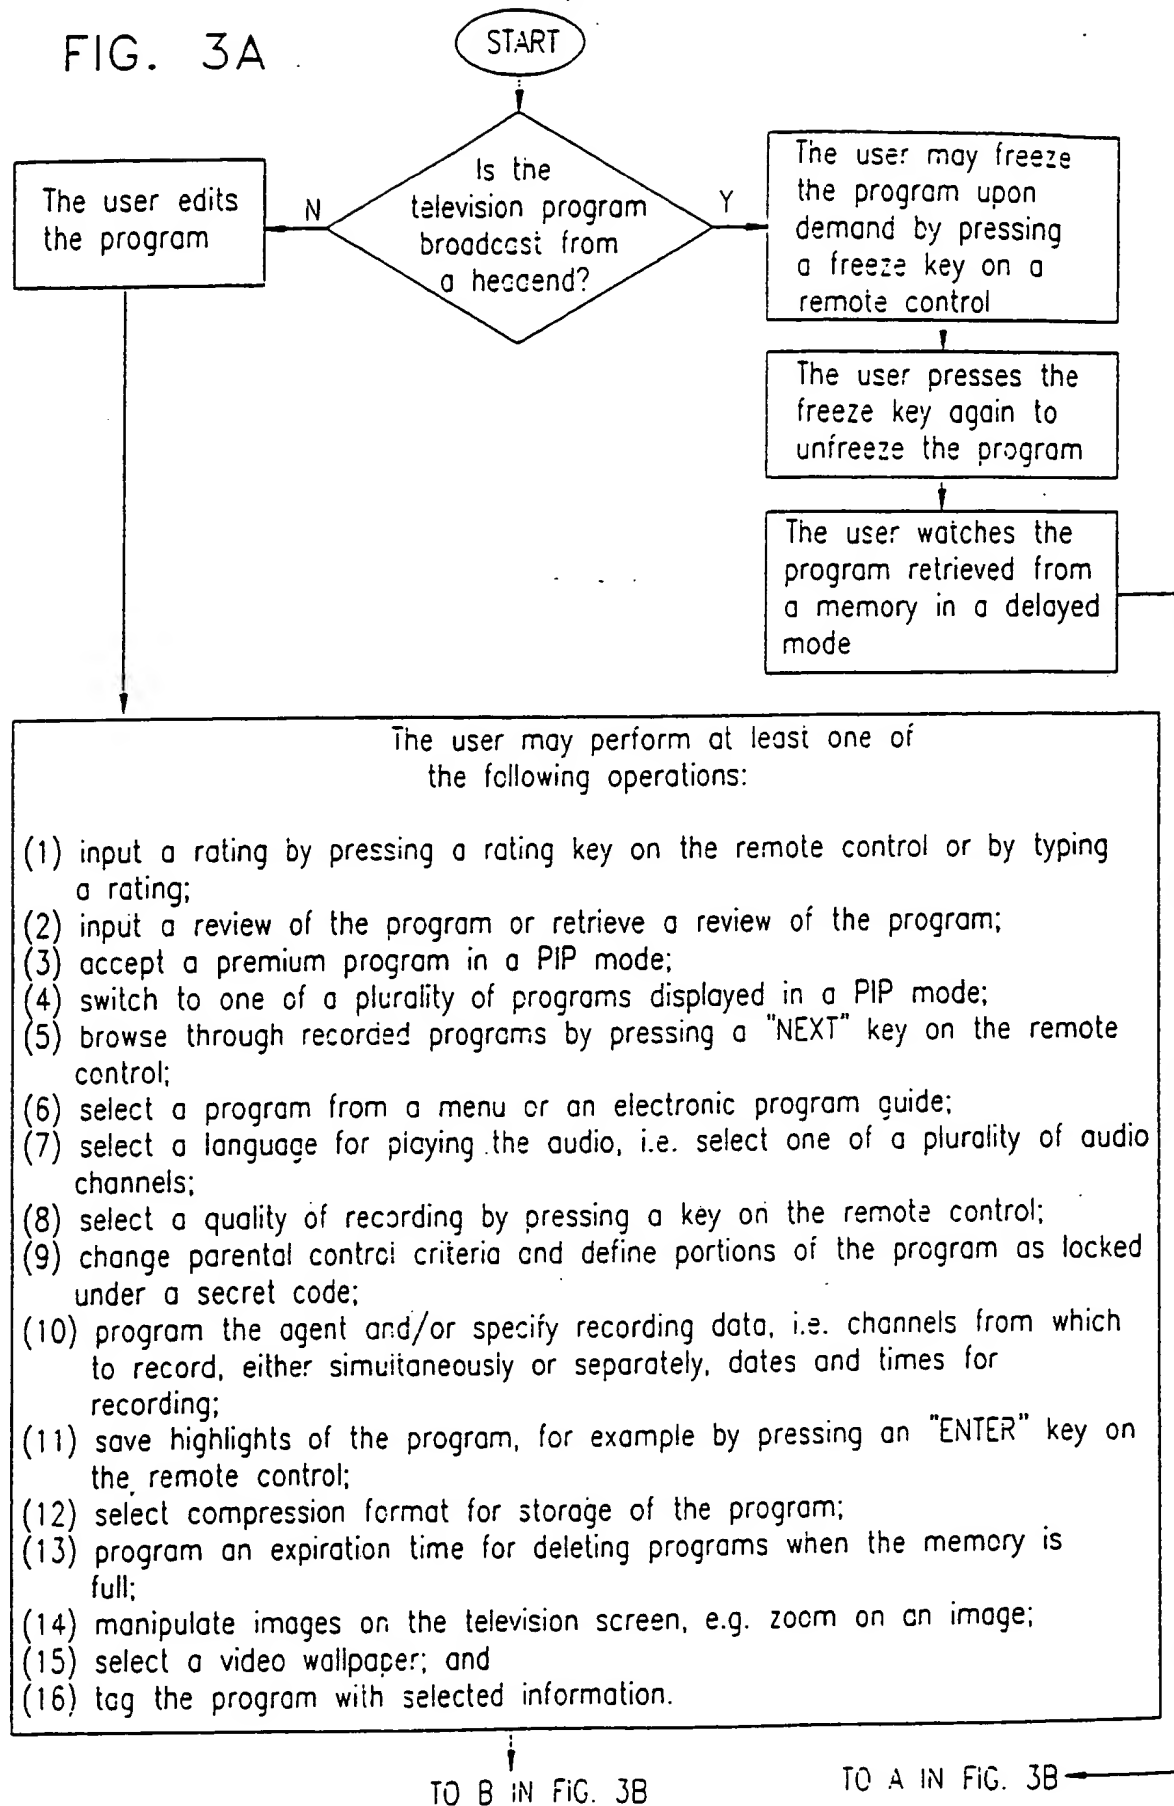 FIG. 3A
START
Is the
television program
broadcast from
a headend?
N
Y
The user edits
the program
The user may freeze
the program upon
demand by pressing
a freeze key on a
remote control
The user presses the
freeze key again to
unfreeze the program
The user watches the
program retrieved from
a memory in a delayed
mode
The user may perform at least one of
the following operations:
(1) input a rating by pressing a rating key on the remote control or by typing
a rating;
(2) input a review of the program or retrieve a review of the program;
(3) accept a premium program in a PIP mode;
(4) switch to one of a plurality of programs displayed in a PIP mode;
(5) browse through recorded programs by pressing a "NEXT" key on the remote
control;
(6) select a program from a menu or an electronic program guide;
(7) select a language for playing the audio, i.e. select one of a plurality of audio
channels;
(8) select a quality of recording by pressing a key on the remote control;
(9) change parental control criteria and define portions of the program as locked
under a secret code;
(10) program the agent and/or specify recording data, i.e. channels from which
to record, either simultaneously or separately, dates and times for
recording;
(11) save highlights of the program, for example by pressing an "ENTER" key on
the remote control;
(12) select compression format for storage of the program;
(13) program an expiration time for deleting programs when the memory is
full;
(14) manipulate images on the television screen, e.g. zoom on an image;
(15) select a video wallpaper; and
(16) tag the program with selected information.
TO B IN FIG. 3B
TO A IN FIG. 3B